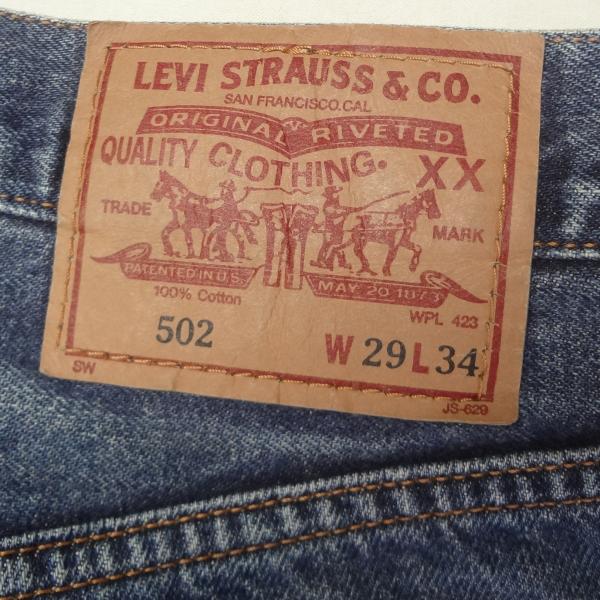 LEVI STRAUSS & CO.
SAN FRANCISCO.CAL
ORIGINAL RIVETED
QUALITY CLOTHING. XX
TRADE MARK
PATENTED IN U.S. MAY 20 1873
100% Cotton WPL 423
502 W 29 L 34
SW JS-629